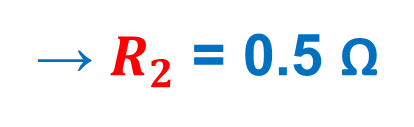 → R₂ = 0.5 Ω